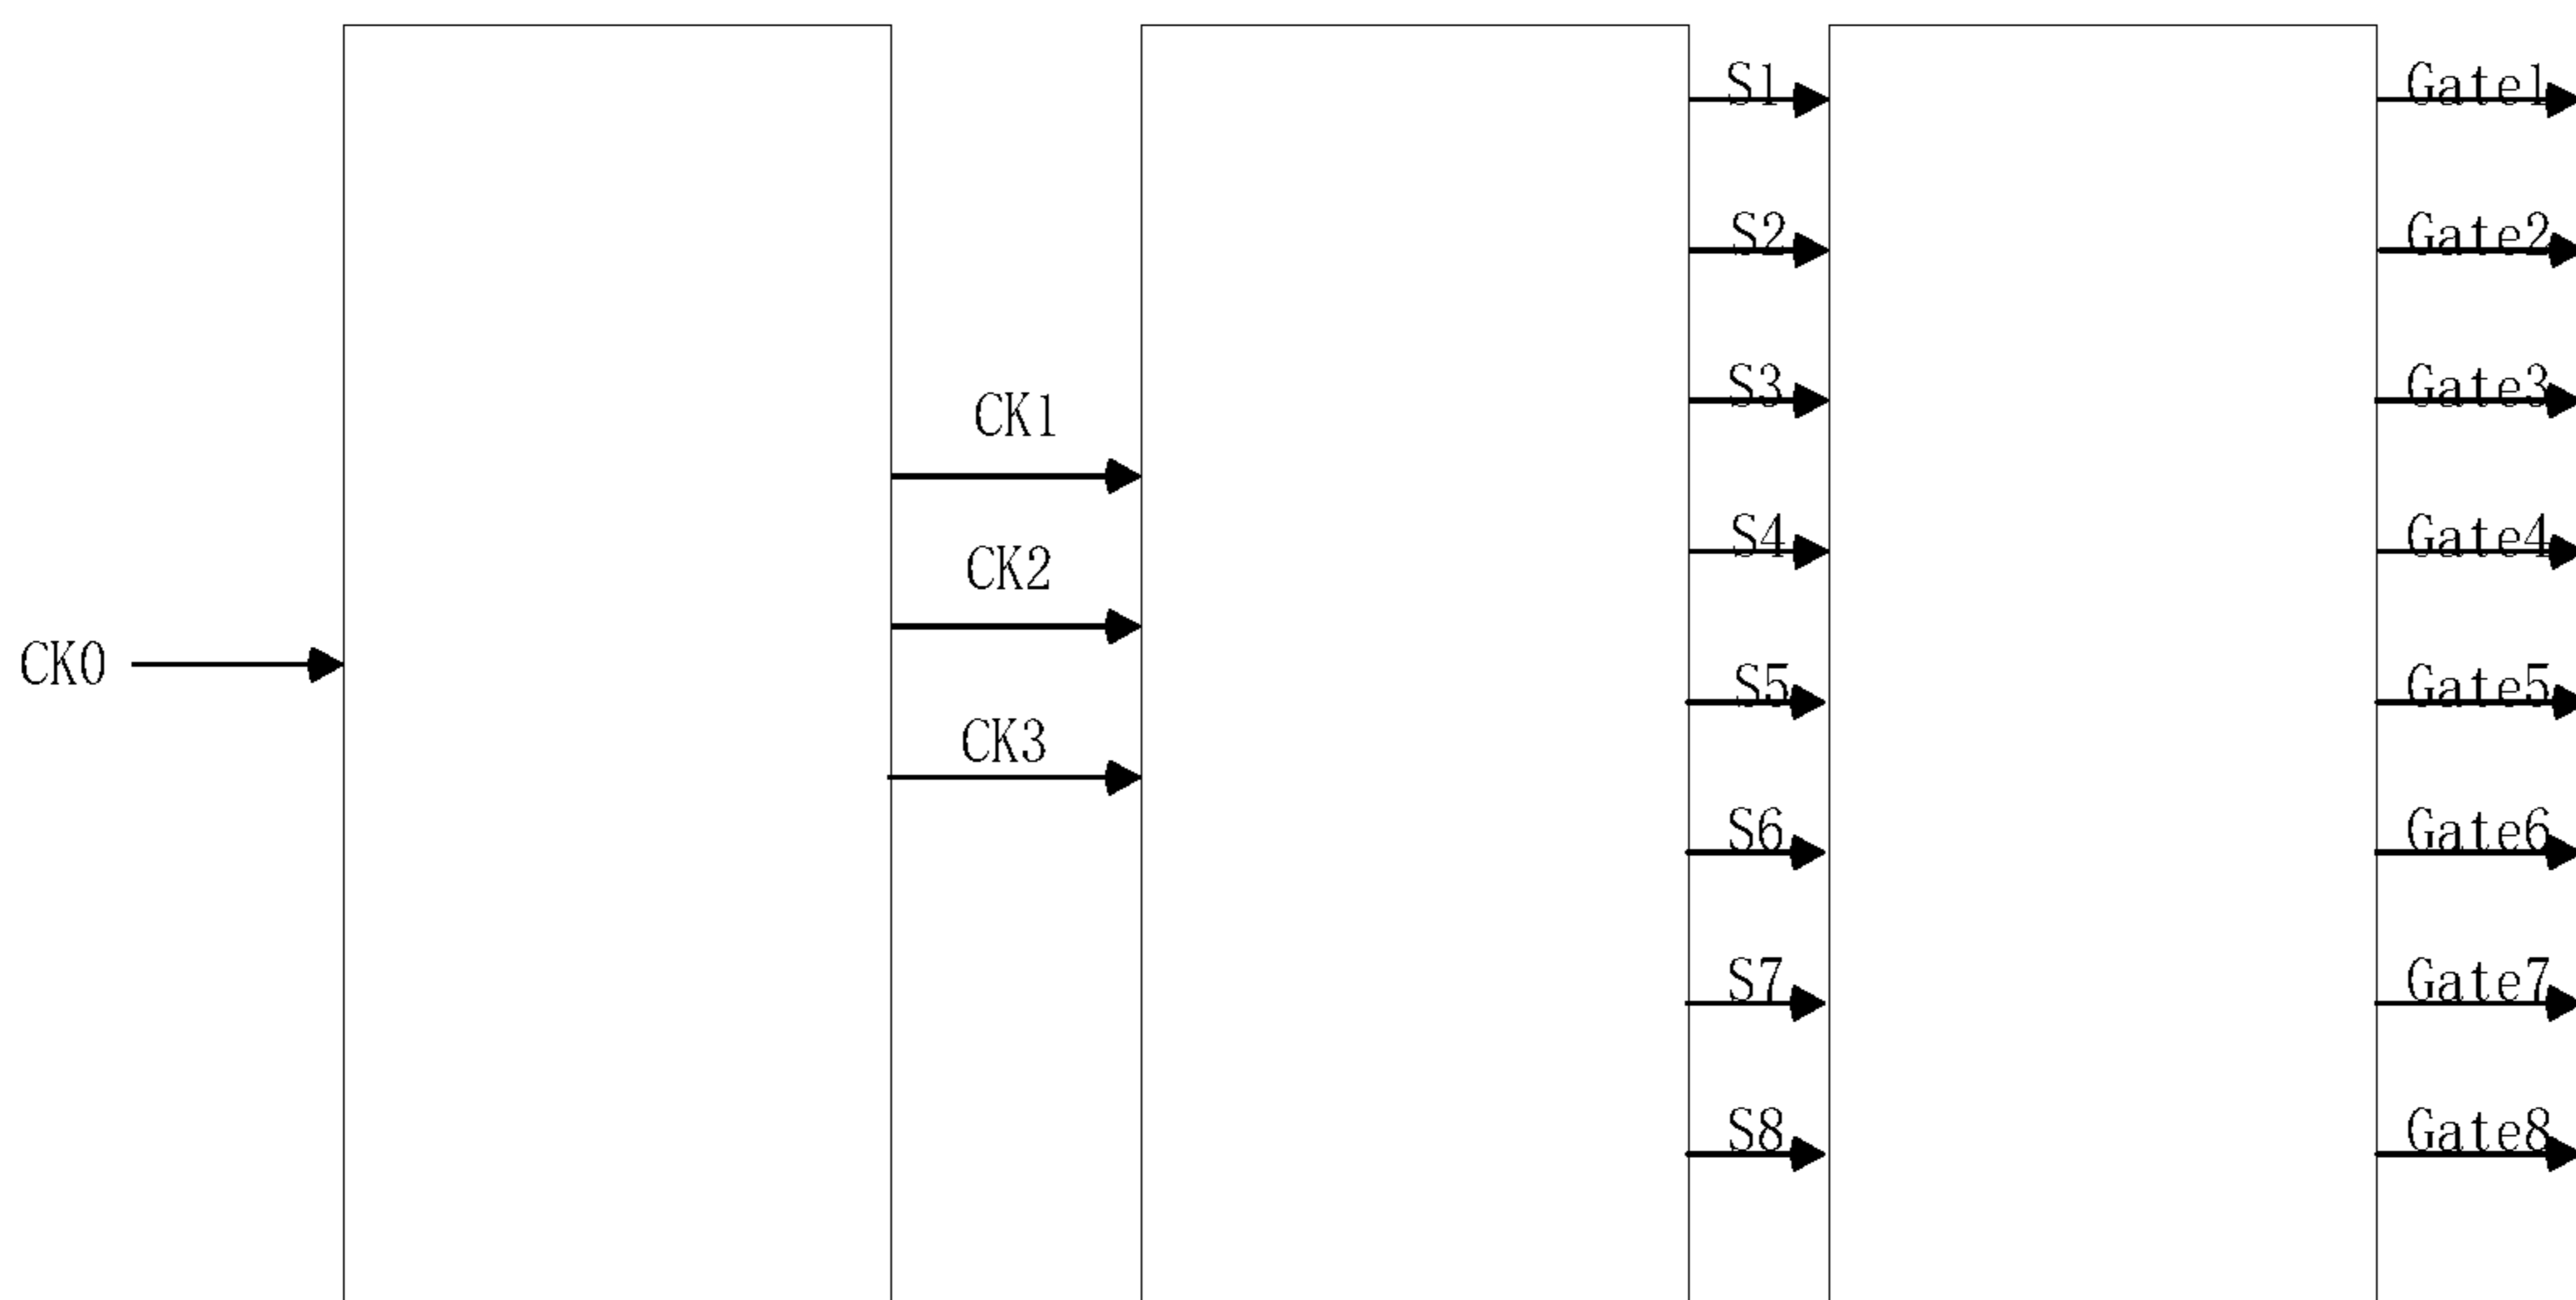 S1
Gate1
S2
Gate2
S3
Gate3
CK1
S4
Gate4
CK2
CK0
S5
Gate5
CK3
S6
Gate6
S7
Gate7
S8
Gate8